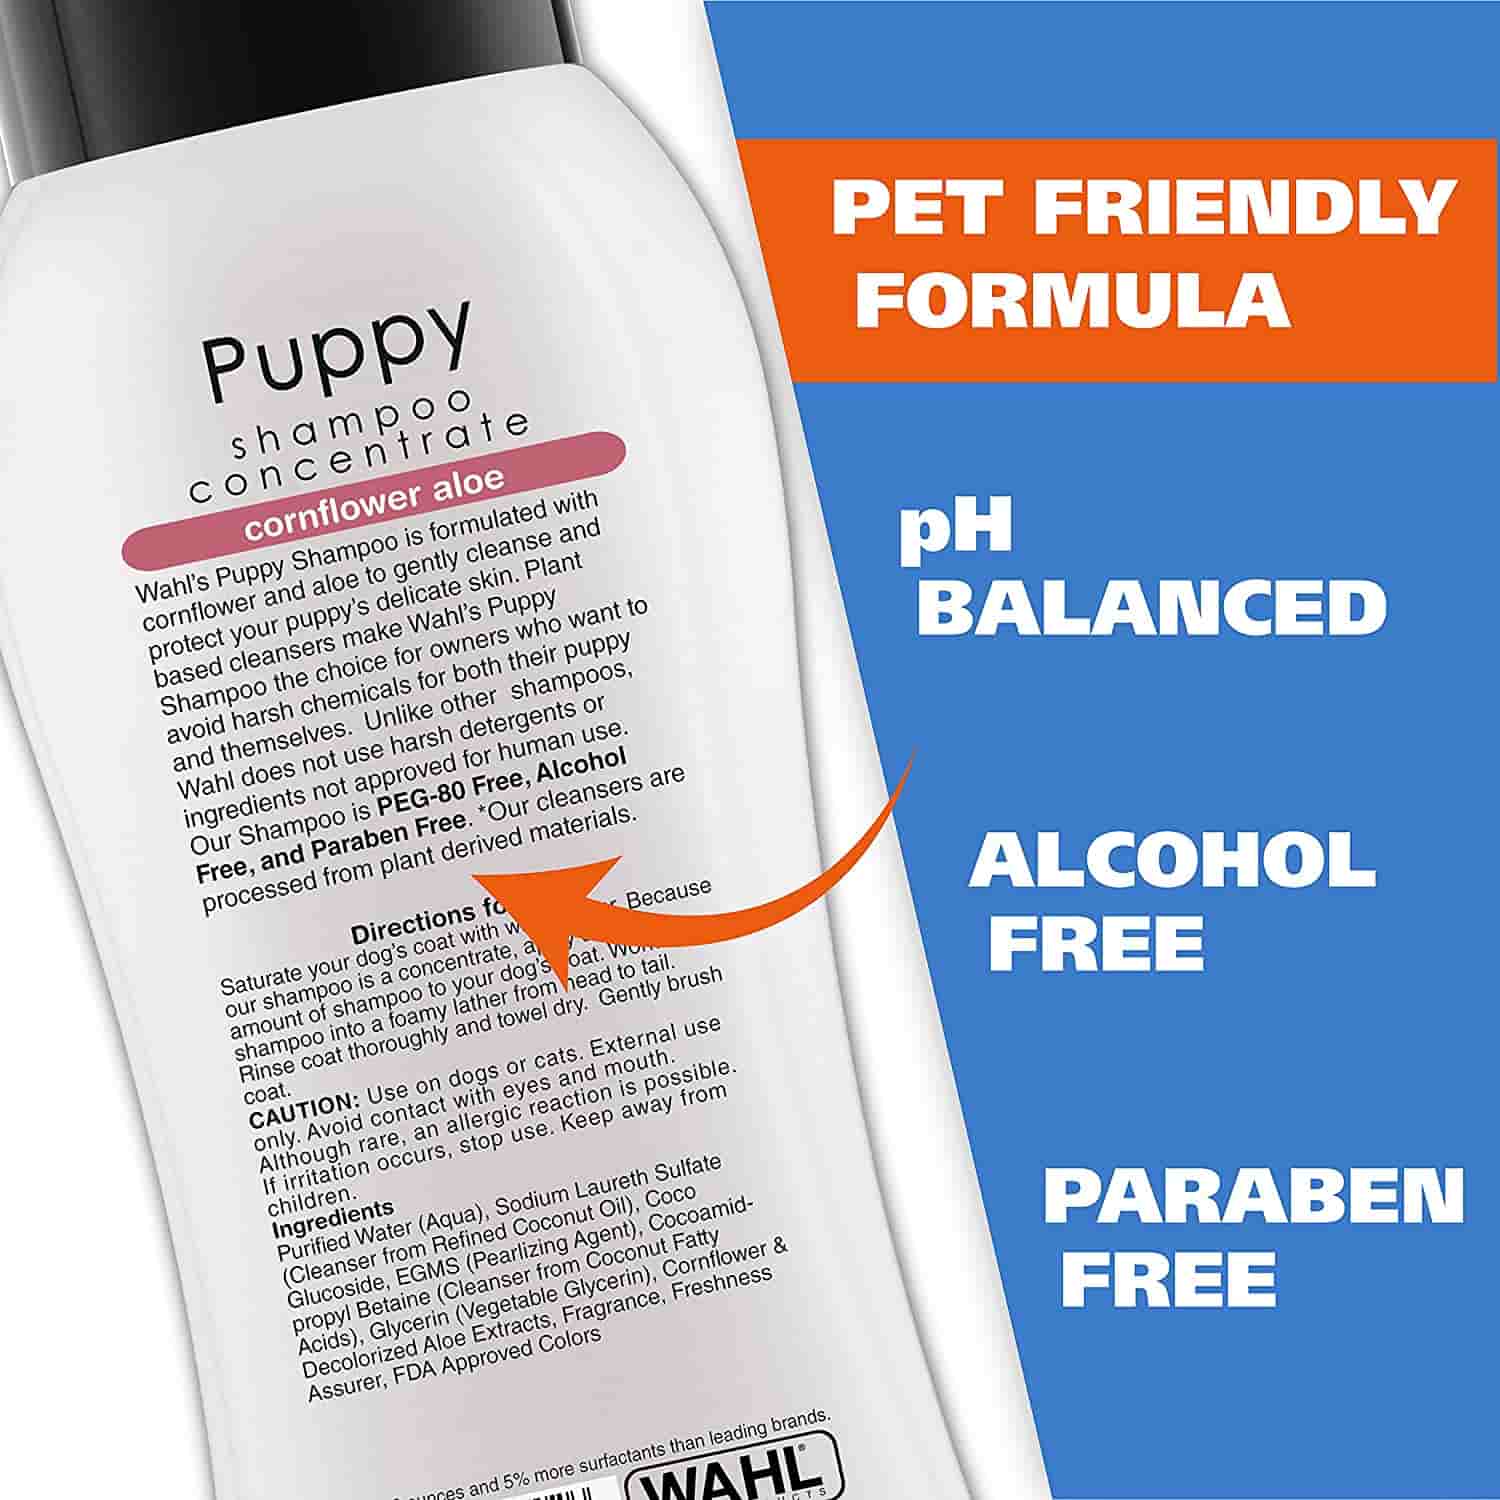 Puppy
shampoo
concentrate
cornflower aloe
Wahl's Puppy Shampoo is formulated with
cornflower and aloe to gently cleanse and
protect your puppy's delicate skin. Plant
based cleansers make Wahl's Puppy
Shampoo the choice for owners who want to
avoid harsh chemicals for both their puppy
and themselves. Unlike other shampoos,
Wahl does not use harsh detergents or
ingredients not approved for human use.
Our Shampoo is PEG-80 Free, Alcohol
Free, and Paraben Free. *Our cleansers are
processed from plant derived materials.
Directions
Saturate your dog's coat with Because
our shampoo is a concentrate,
amount of shampoo to your dog's coat.
shampoo into a foamy lather from head to tail.
Rinse coat thoroughly and towel dry. Gently brush
coat.
CAUTION: Use on dogs or cats. External use
only. Avoid contact with eyes and mouth.
Although rare, an allergic reaction is possible.
If irritation occurs, stop use. Keep away from
children.
Ingredients
Purified Water (Aqua), Sodium Laureth Sulfate
(Cleanser from Refined Coconut Oil), Coco
Glucoside, EGMS (Pearlizing Agent), Cocoamid-
propyl Betaine (Cleanser from Coconut Fatty
Acids), Glycerin (Vegetable Glycerin), Cornflower &
Decolorized Aloe Extracts, Fragrance, Freshness
Assurer, FDA Approved Colors
ounces and 5% more surfactants than leading brands.
WAHL®
PET FRIENDLY
FORMULA
pH
BALANCED
ALCOHOL
FREE
PARABEN
FREE